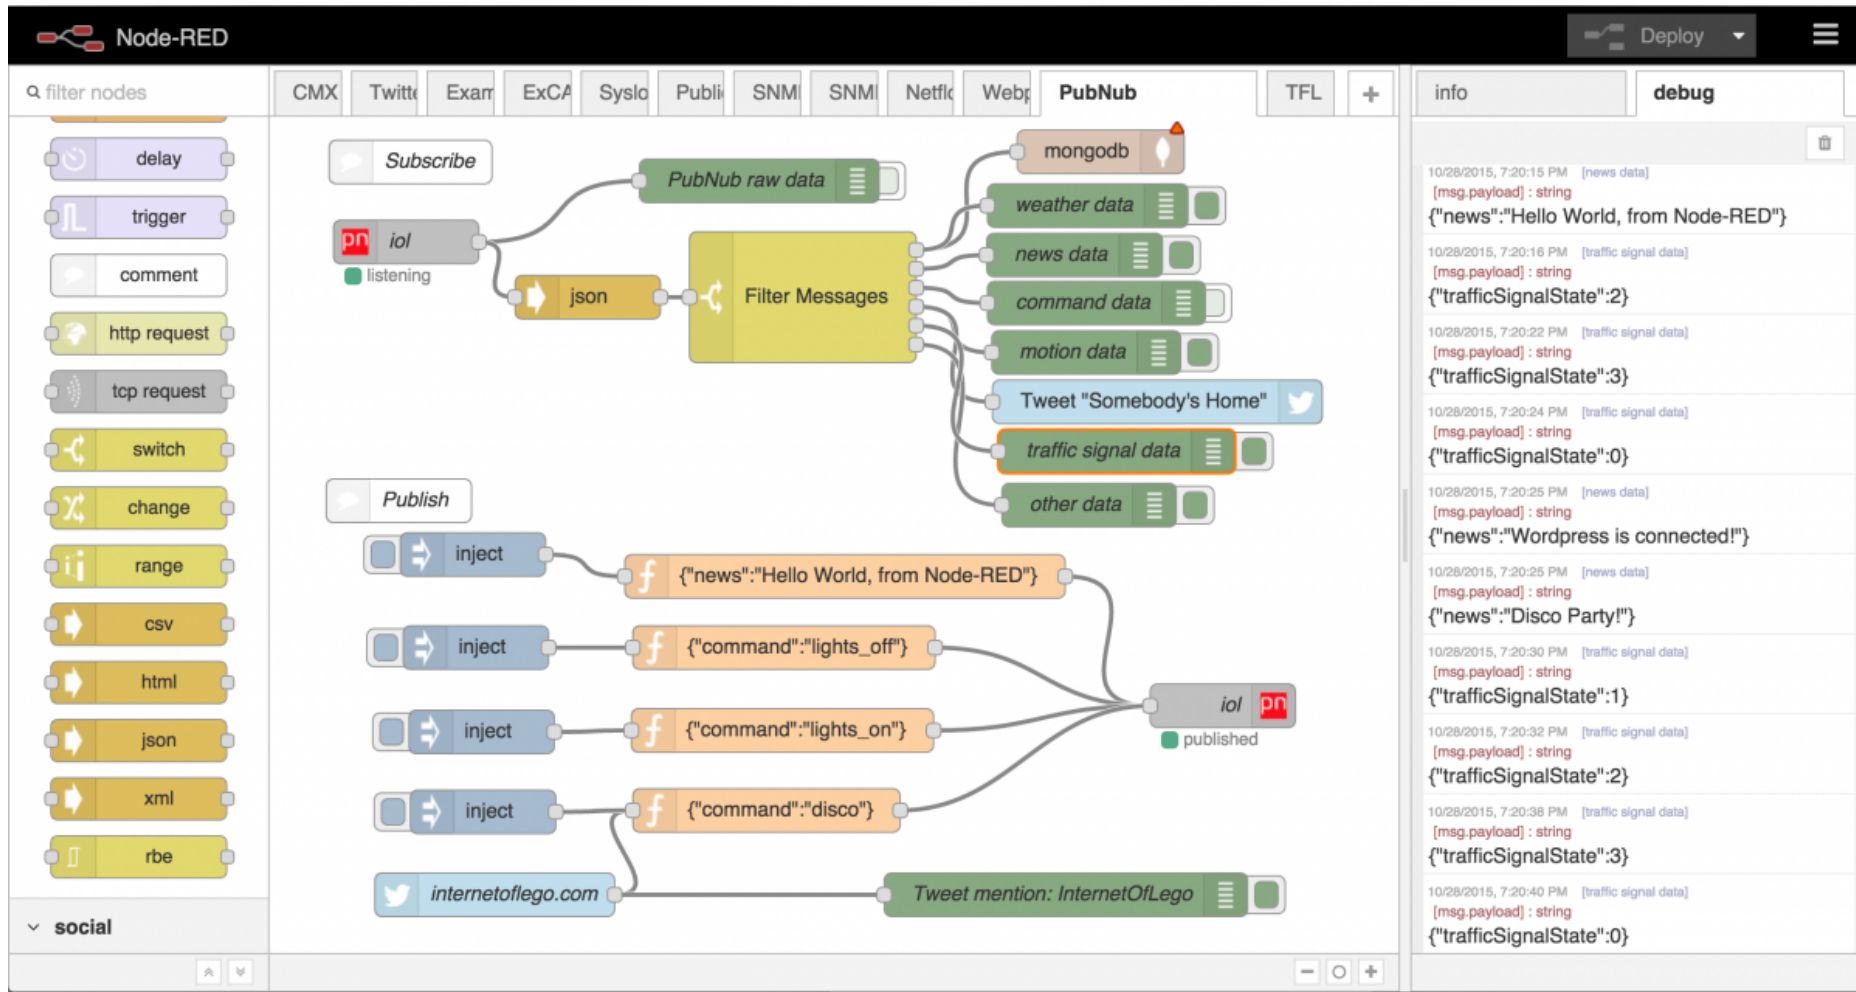 Node-RED
Deploy
filter nodes
CMX
Twitte
Exam
ExCA
Syslo
Public
SNMI
SNMI
Netflo
Webp
PubNub
TFL
+
info
debug
delay
trigger
comment
http request
tcp request
switch
change
range
csv
html
json
xml
rbe
social
Subscribe
PubNub raw data
pn iol
listening
json
Filter Messages
mongodb
weather data
news data
command data
motion data
Tweet "Somebody's Home"
traffic signal data
other data
Publish
inject
{"news":"Hello World, from Node-RED"}
inject
{"command":"lights_off"}
inject
{"command":"lights_on"}
inject
{"command":"disco"}
iol pn
published
internetoflego.com
Tweet mention: InternetOfLego
10/28/2015, 7:20:15 PM [news data]
[msg.payload] : string
{"news":"Hello World, from Node-RED"}
10/28/2015, 7:20:16 PM [traffic signal data]
[msg.payload] : string
{"trafficSignalState":2}
10/28/2015, 7:20:22 PM [traffic signal data]
[msg.payload] : string
{"trafficSignalState":3}
10/28/2015, 7:20:24 PM [traffic signal data]
[msg.payload] : string
{"trafficSignalState":0}
10/28/2015, 7:20:25 PM [news data]
[msg.payload] : string
{"news":"Wordpress is connected!"}
10/28/2015, 7:20:25 PM [news data]
[msg.payload] : string
{"news":"Disco Party!"}
10/28/2015, 7:20:30 PM [traffic signal data]
[msg.payload] : string
{"trafficSignalState":1}
10/28/2015, 7:20:32 PM [traffic signal data]
[msg.payload] : string
{"trafficSignalState":2}
10/28/2015, 7:20:38 PM [traffic signal data]
[msg.payload] : string
{"trafficSignalState":3}
10/28/2015, 7:20:40 PM [traffic signal data]
[msg.payload] : string
{"trafficSignalState":0}